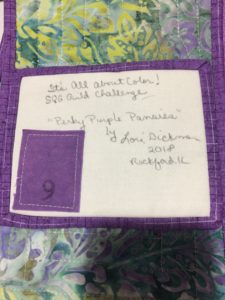 It's All about Color!
SQG Guild Challenge
"Perky Purple Pansies"
by
Lori Dickman
2018
Rockford IL
9